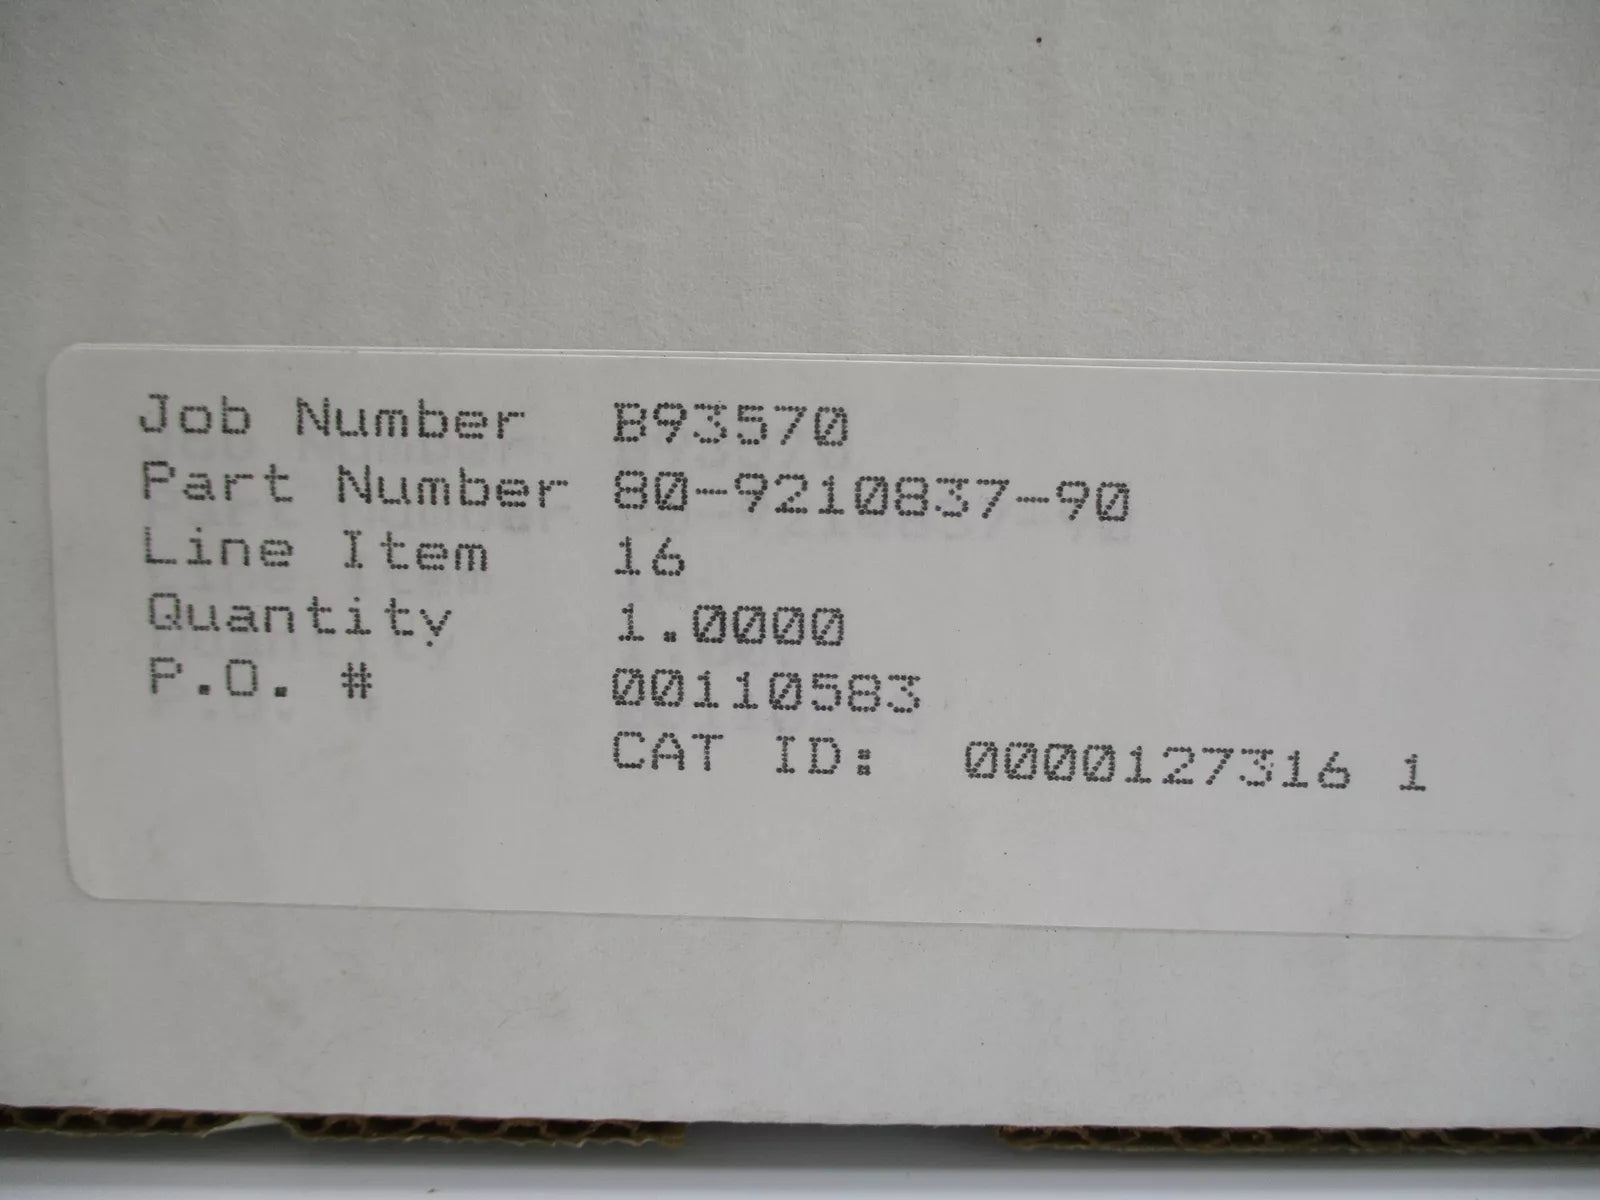 Job Number B93570
Part Number 80-9210837-90
Line Item 16
Quantity 1.0000
P.O. # 00110583
CAT ID: 0000127316 1